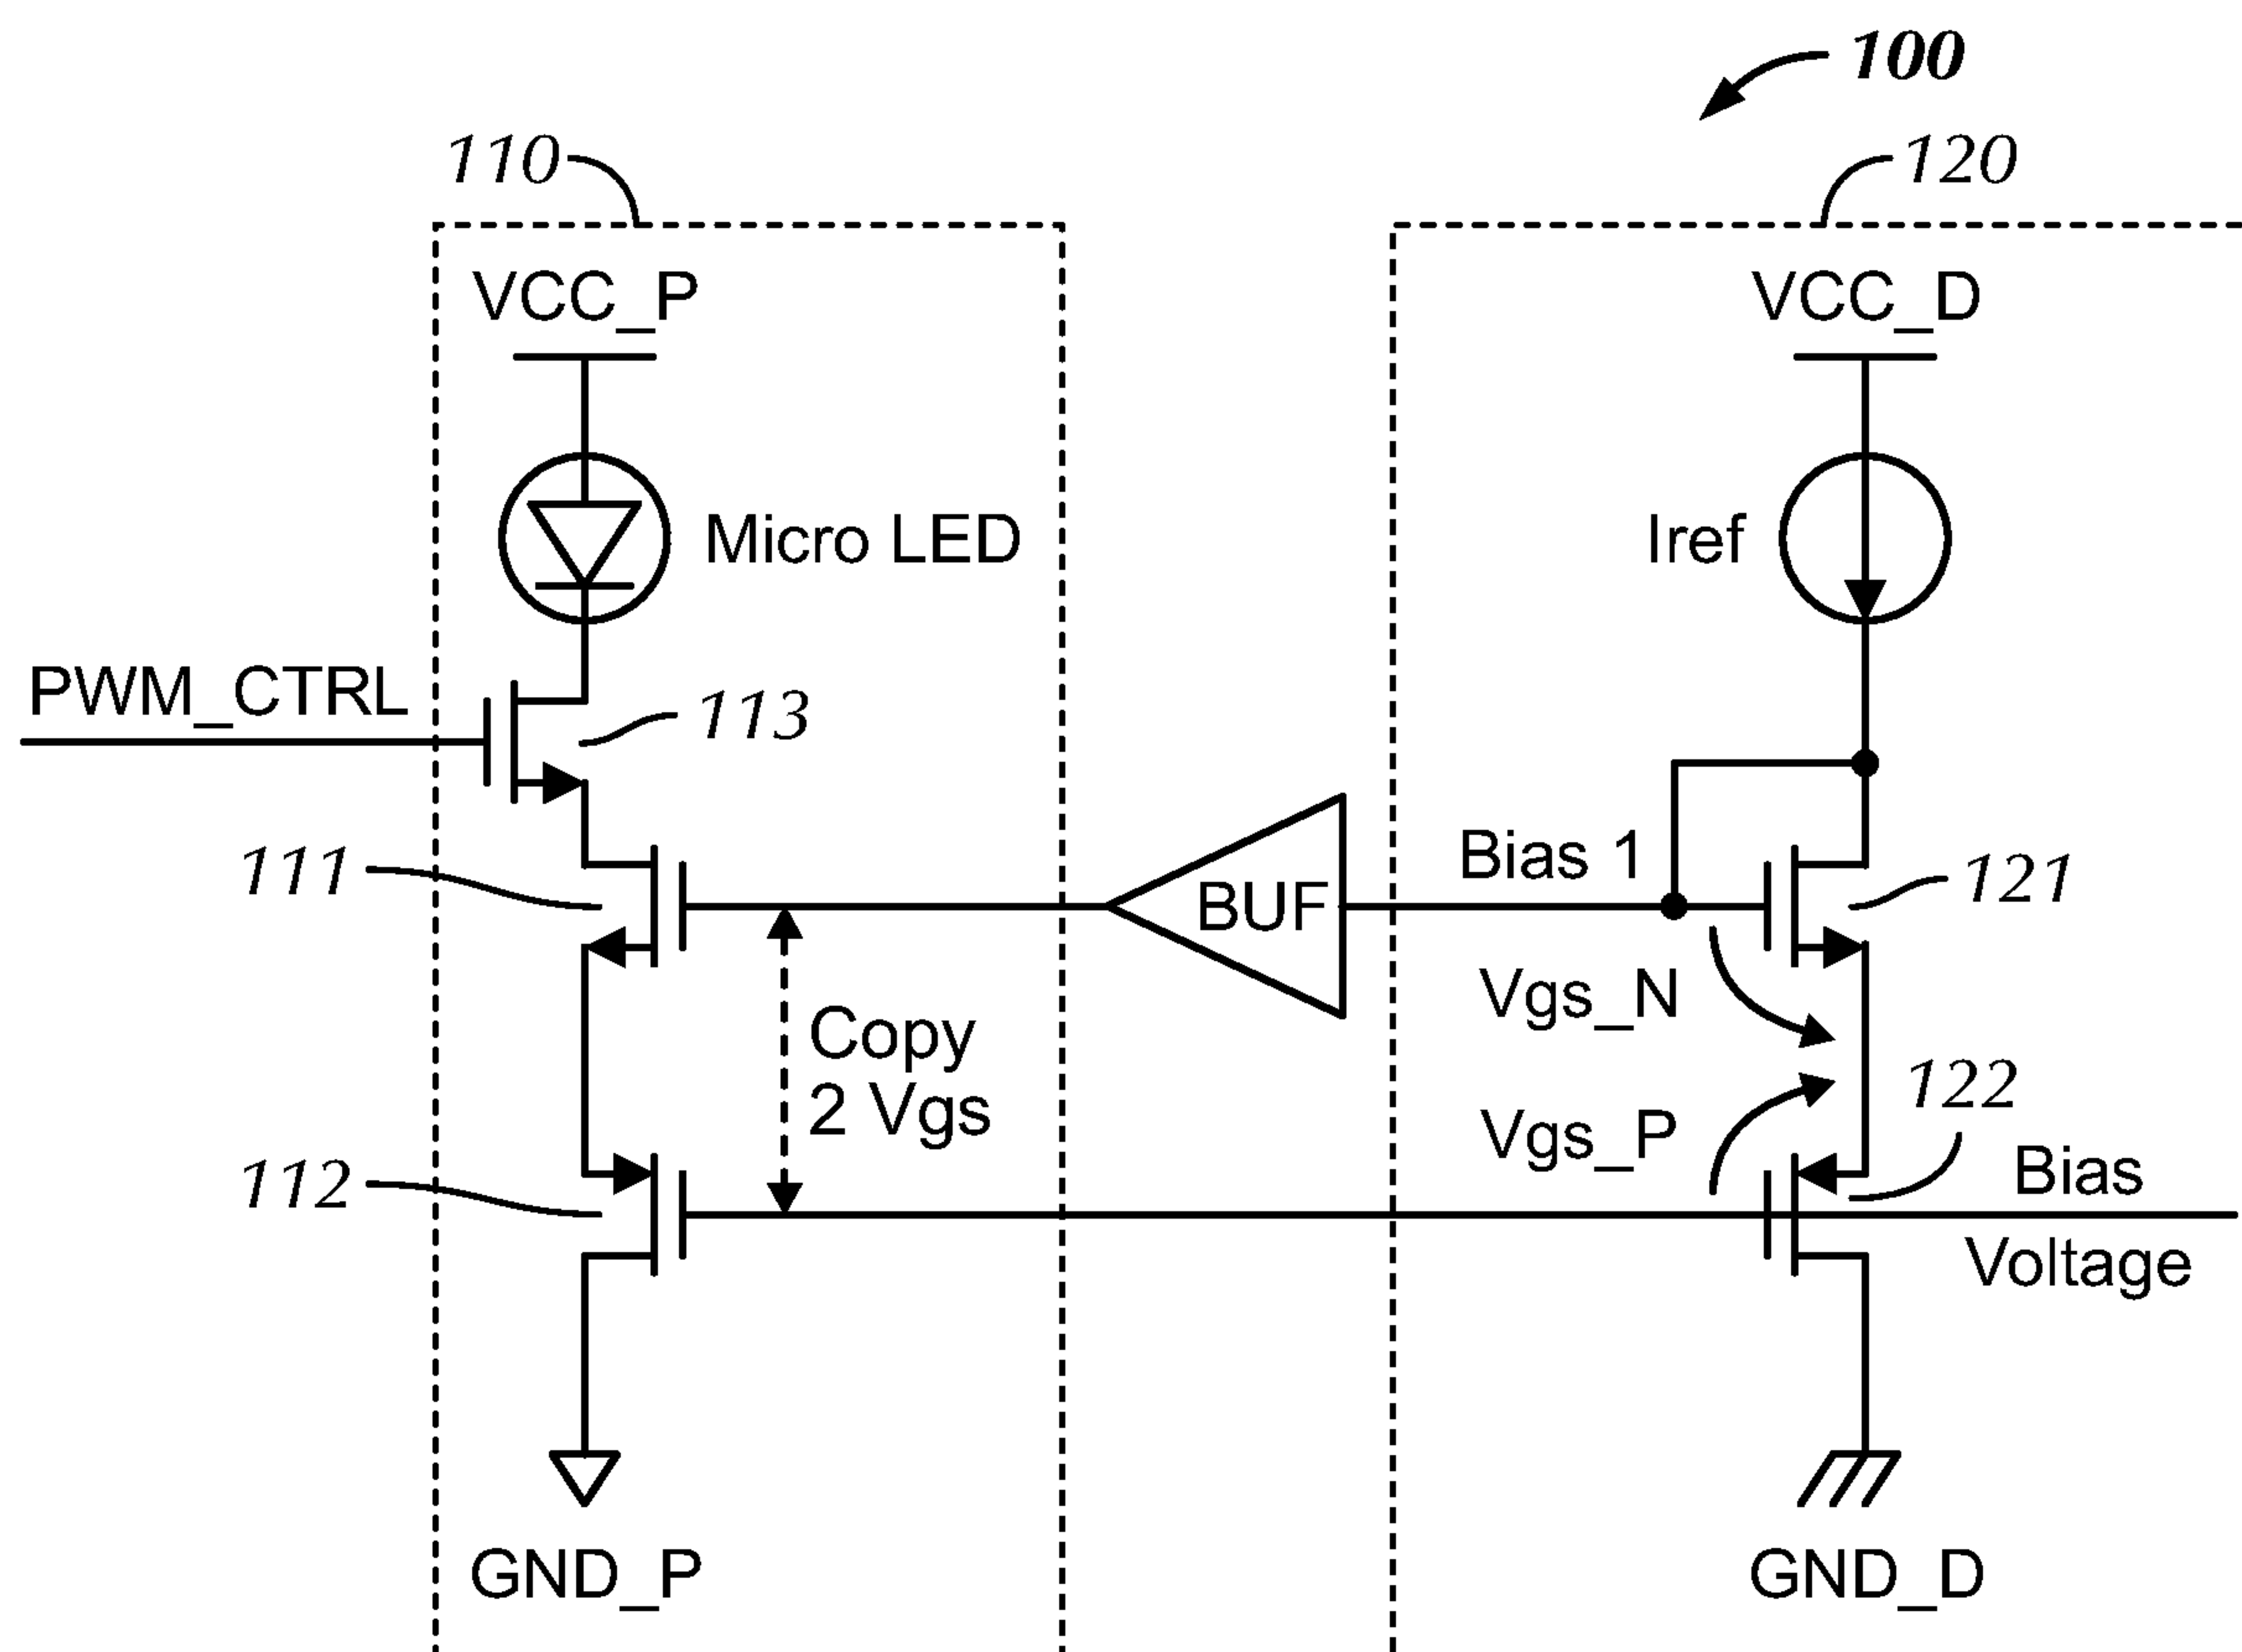 100
110
120
VCC_P
VCC_D
Micro LED
Iref
PWM_CTRL
113
111
BUF
Bias 1
121
Vgs_N
Copy
2 Vgs
Vgs_P
122
112
Bias
Voltage
GND_P
GND_D